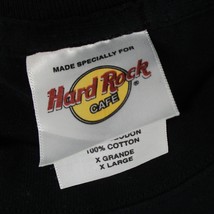 MADE SPECIALLY FOR
Hard Rock
CAFE
100% COTTON
X GRANDE
X LARGE